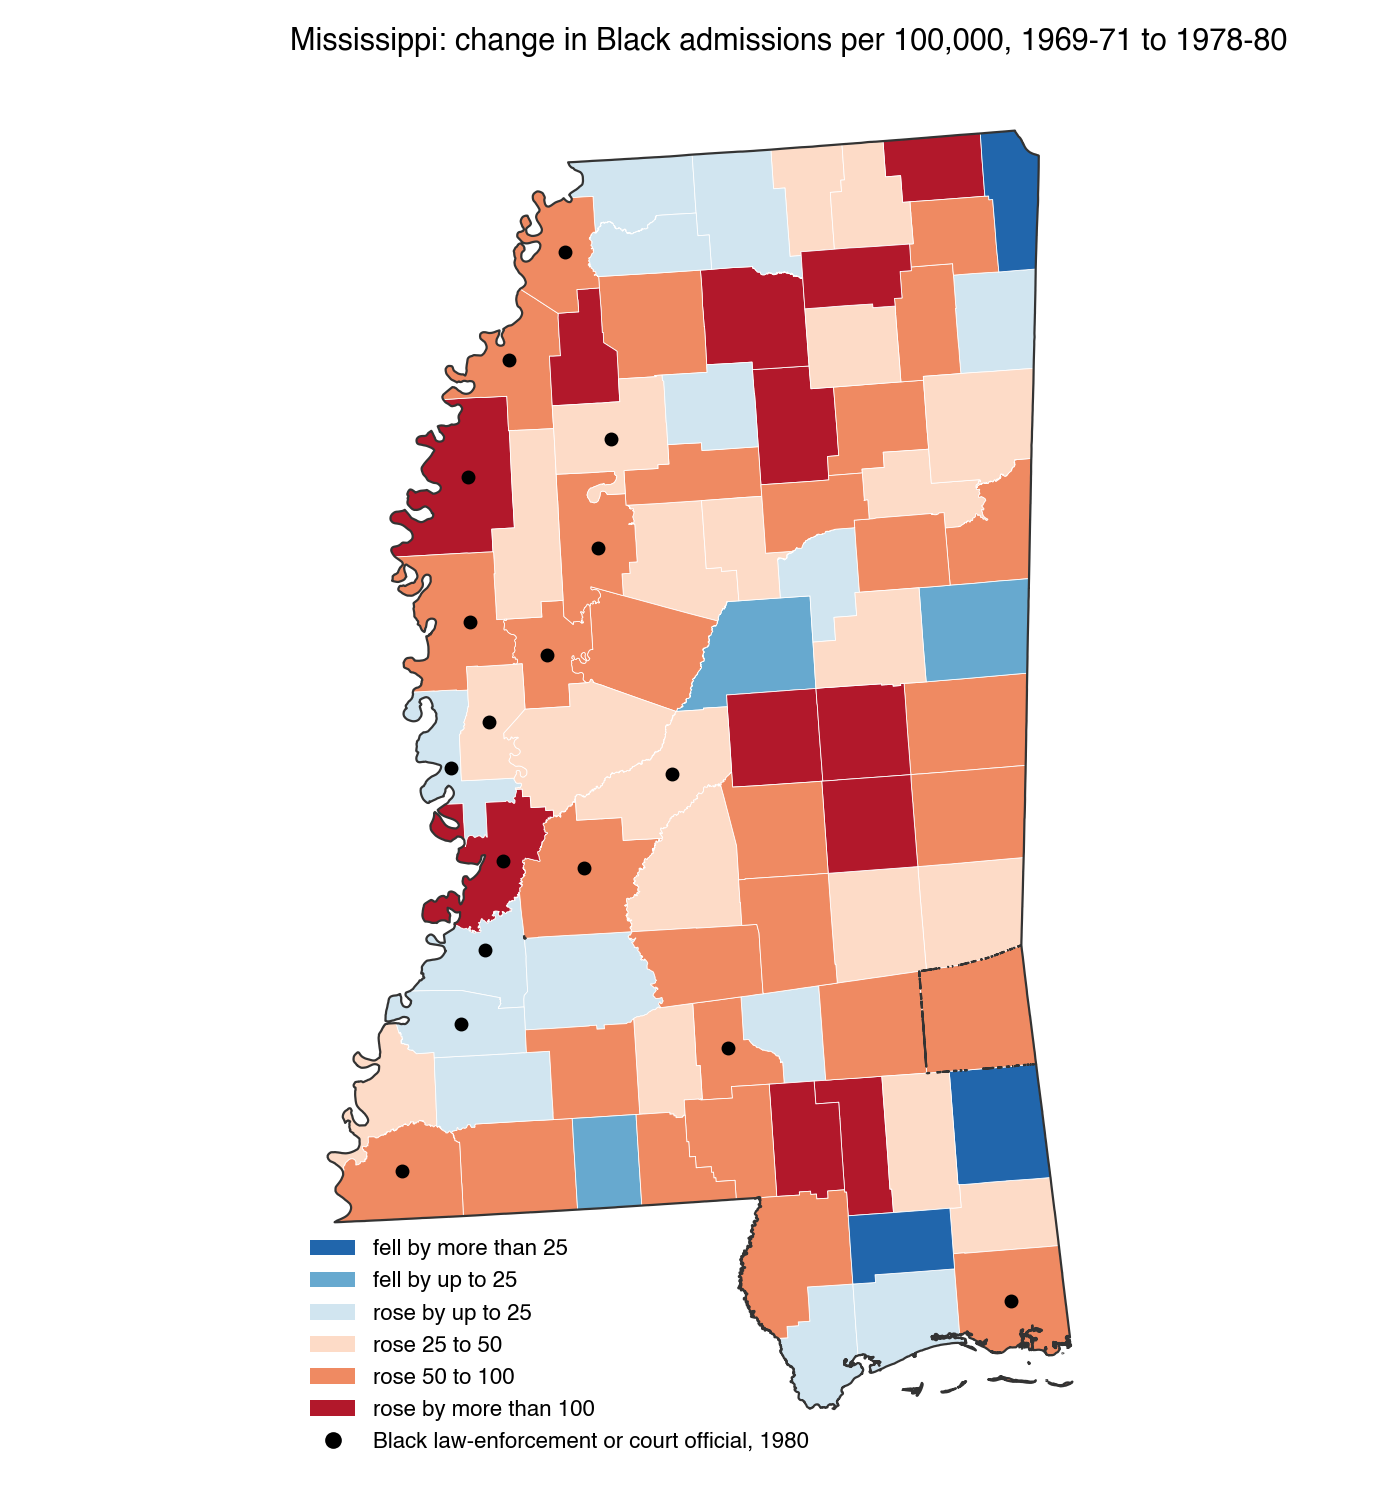 Mississippi: change in Black admissions per 100,000, 1969-71 to 1978-80
fell by more than 25
fell by up to 25
rose by up to 25
rose 25 to 50
rose 50 to 100
rose by more than 100
Black law-enforcement or court official, 1980